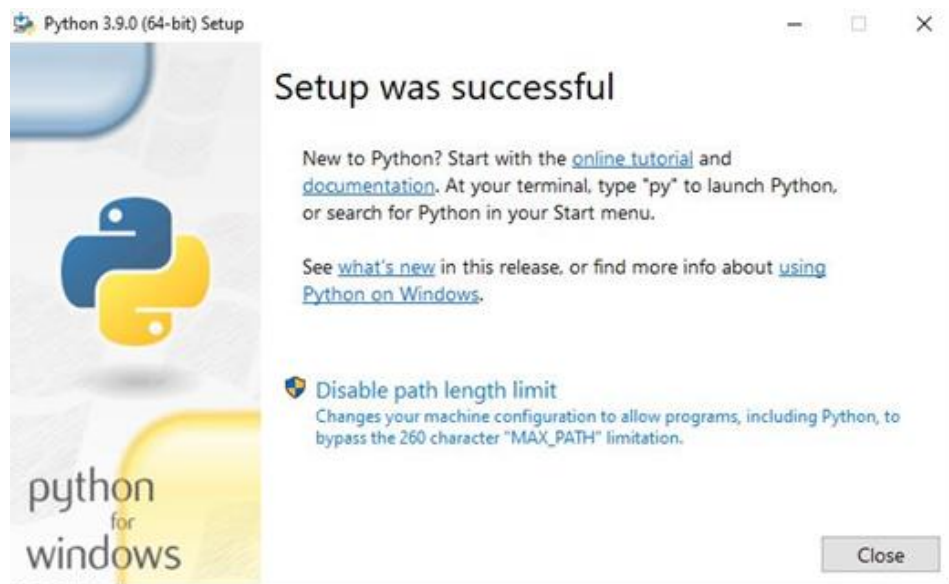 Python 3.9.0 (64-bit) Setup
Setup was successful
New to Python? Start with the online tutorial and
documentation. At your terminal, type "py" to launch Python,
or search for Python in your Start menu.
See what's new in this release, or find more info about using
Python on Windows.
Disable path length limit
Changes your machine configuration to allow programs, including Python, to
bypass the 260 character "MAX_PATH" limitation.
python
for
windows
Close